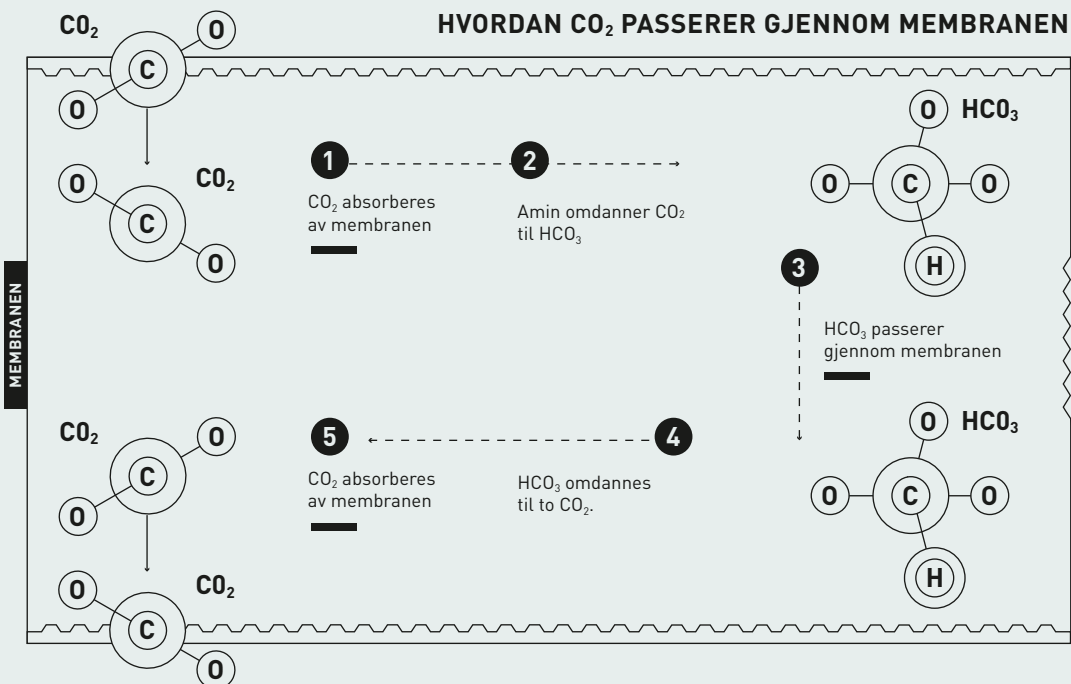 HVORDAN CO₂ PASSERER GJENNOM MEMBRANEN
CO₂
O
C
O
O
CO₂
C
O
1
CO₂ absorberes
av membranen
2
Amin omdanner CO₂
til HCO₃
O
HCO₃
O
C
O
H
3
HCO₃ passerer
gjennom membranen
MEMBRANEN
O
HCO₃
O
C
O
H
4
HCO₃ omdannes
til to CO₂.
5
CO₂ absorberes
av membranen
CO₂
O
C
O
O
CO₂
C
O